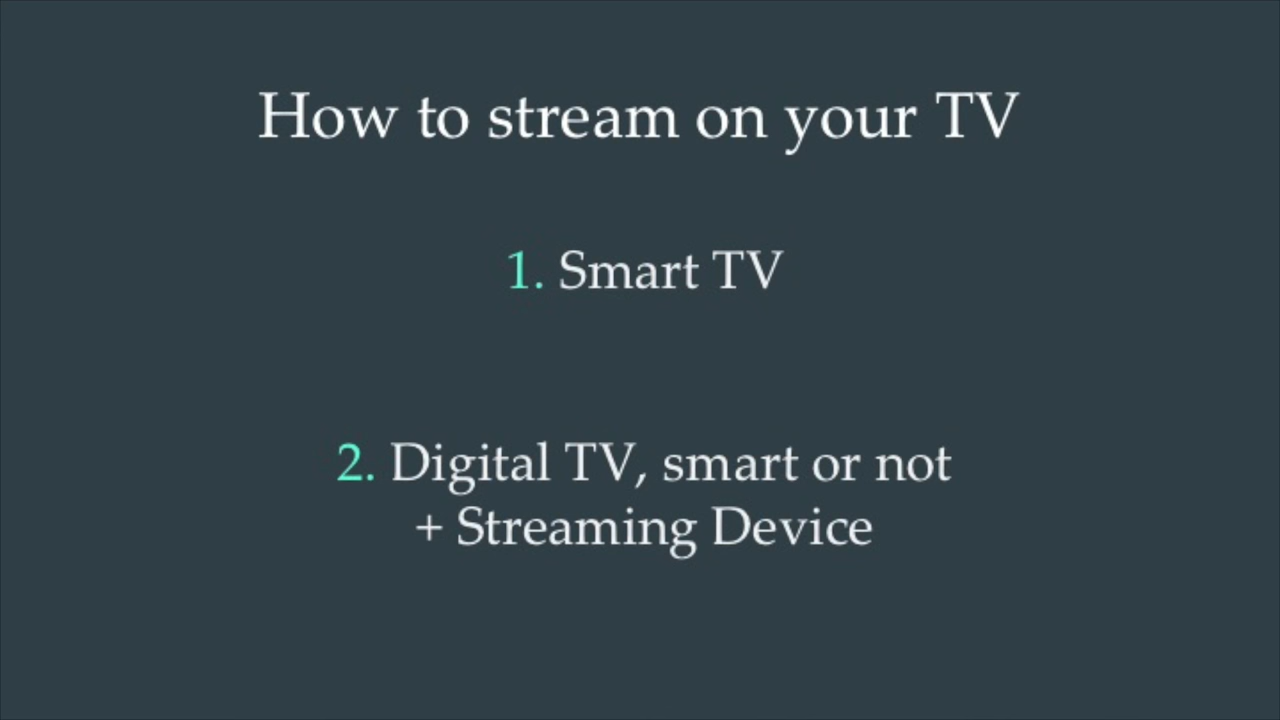 How to stream on your TV
1. Smart TV
2. Digital TV, smart or not
+ Streaming Device